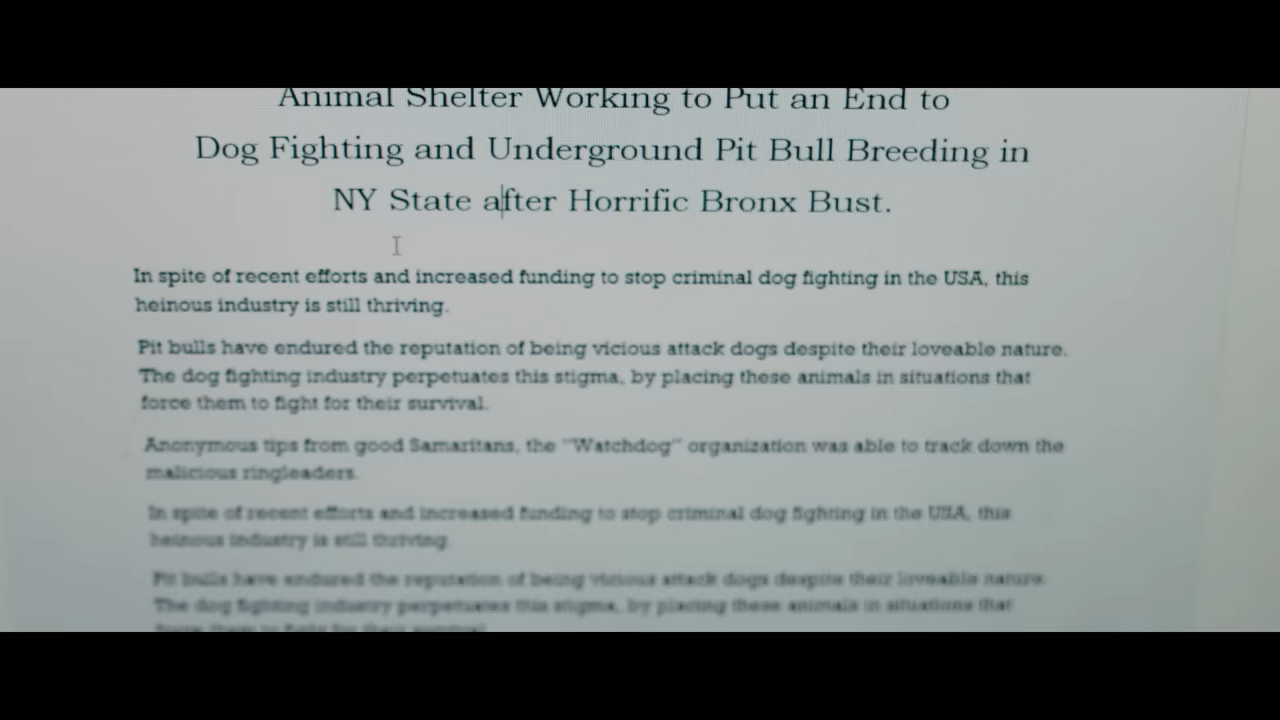 Animal Shelter Working to Put an End to
Dog Fighting and Underground Pit Bull Breeding in
NY State after Horrific Bronx Bust.
In spite of recent efforts and increased funding to stop criminal dog fighting in the USA, this
heinous industry is still thriving.
Pit bulls have endured the reputation of being vicious attack dogs despite their loveable nature.
The dog fighting industry perpetuates this stigma, by placing these animals in situations that
force them to fight for their survival.
Anonymous tips from good Samaritans, the "Watchdog" organization was able to track down the
malicious ringleaders.
In spite of recent efforts and increased funding to stop criminal dog fighting in the USA, this
heinous industry is still thriving.
Pit bulls have endured the reputation of being vicious attack dogs despite their loveable nature.
The dog fighting industry perpetuates this stigma, by placing these animals in situations that
force them to fight for their survival.